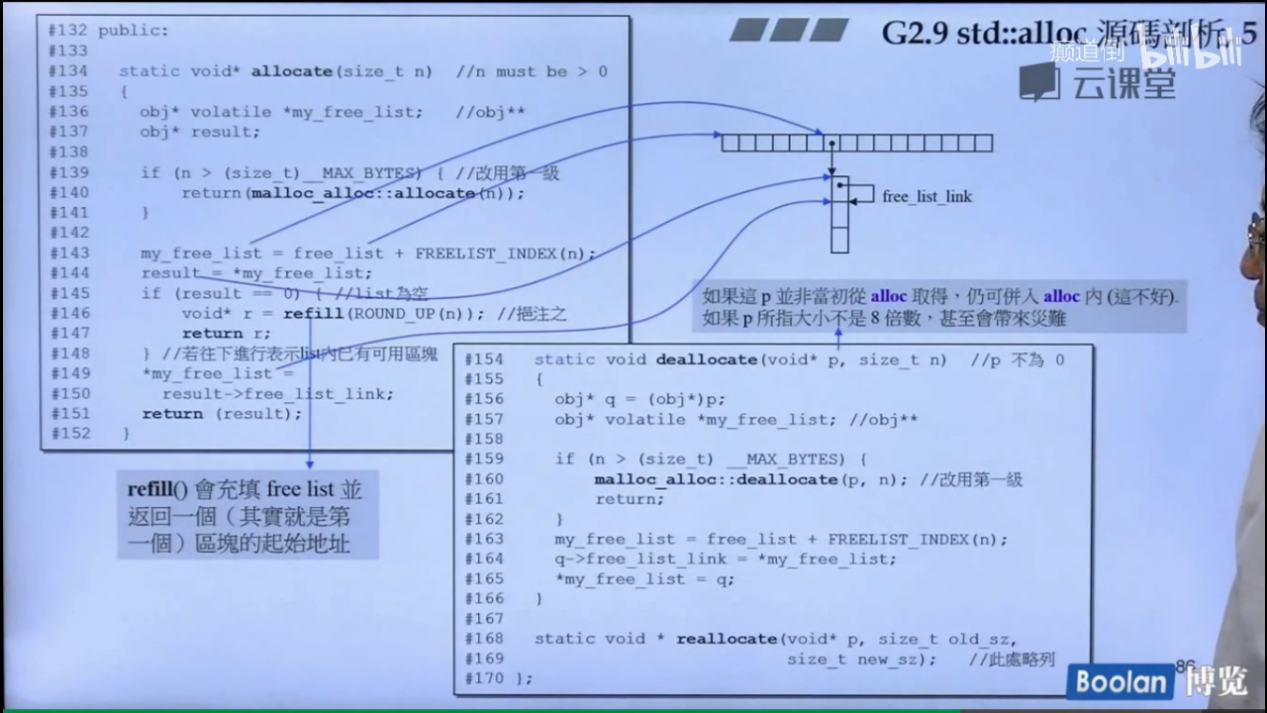 G2.9 std::alloc 源碼剖析, 5
癫道倒 bilibili
云课堂
#132 public:
#133
#134 static void* allocate(size_t n) //n must be > 0
#135 {
#136 obj* volatile *my_free_list; //obj**
#137 obj* result;
#138
#139 if (n > (size_t)__MAX_BYTES) { //改用第一級
#140 return(malloc_alloc::allocate(n));
#141 }
#142
#143 my_free_list = free_list + FREELIST_INDEX(n);
#144 result = *my_free_list;
#145 if (result == 0) { //list為空
#146 void* r = refill(ROUND_UP(n)); //挹注之
#147 return r;
#148 } //若往下進行表示list內已有可用區塊
#149 *my_free_list =
#150 result->free_list_link;
#151 return (result);
#152 }
free_list_link
如果這 p 並非當初從 alloc 取得，仍可併入 alloc 內 (這不好).
如果 p 所指大小不是 8 倍數，甚至會帶來災難
refill() 會充填 free list 並
返回一個（其實就是第
一個）區塊的起始地址
#154 static void deallocate(void* p, size_t n) //p 不為 0
#155 {
#156 obj* q = (obj*)p;
#157 obj* volatile *my_free_list; //obj**
#158
#159 if (n > (size_t) __MAX_BYTES) {
#160 malloc_alloc::deallocate(p, n); //改用第一級
#161 return;
#162 }
#163 my_free_list = free_list + FREELIST_INDEX(n);
#164 q->free_list_link = *my_free_list;
#165 *my_free_list = q;
#166 }
#167
#168 static void * reallocate(void* p, size_t old_sz,
#169 size_t new_sz); //此處略列
#170 };
86
Boolan 博览